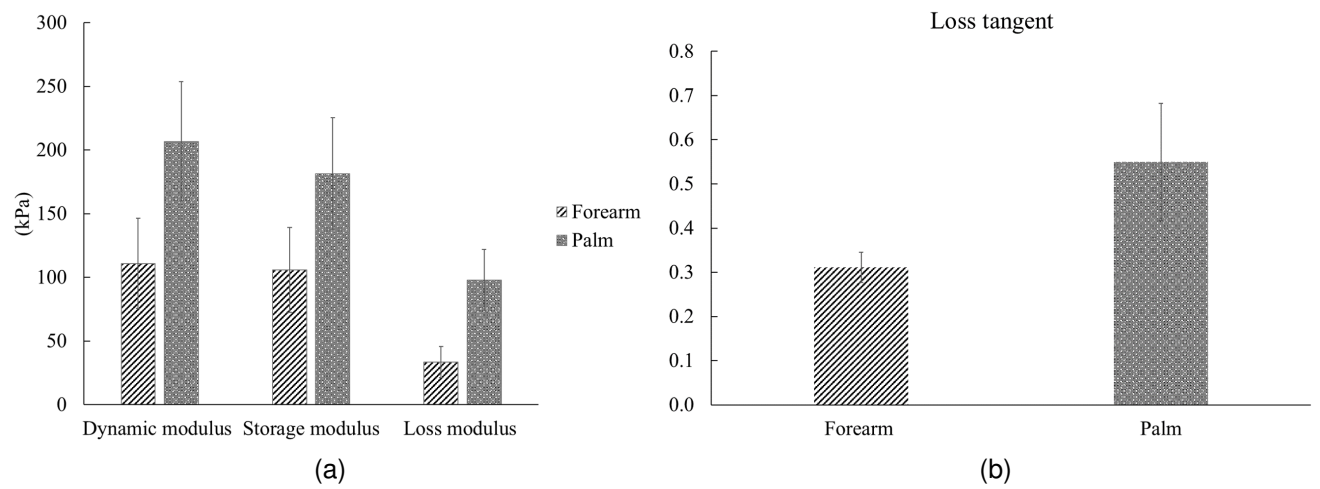 300
250
200
150
100
50
0
(kPa)
Dynamic modulus Storage modulus Loss modulus
Forearm
Palm
(a)
Loss tangent
0.8
0.7
0.6
0.5
0.4
0.3
0.2
0.1
0.0
Forearm Palm
(b)